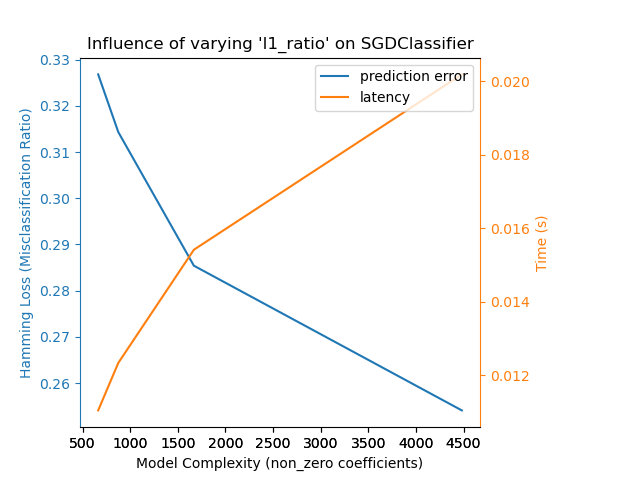 Influence of varying 'l1_ratio' on SGDClassifier
prediction error
latency
Hamming Loss (Misclassification Ratio)
0.33
0.32
0.31
0.30
0.29
0.28
0.27
0.26
0.020
0.018
0.016
0.014
0.012
Time (s)
500 1000 1500 2000 2500 3000 3500 4000 4500
Model Complexity (non_zero coefficients)